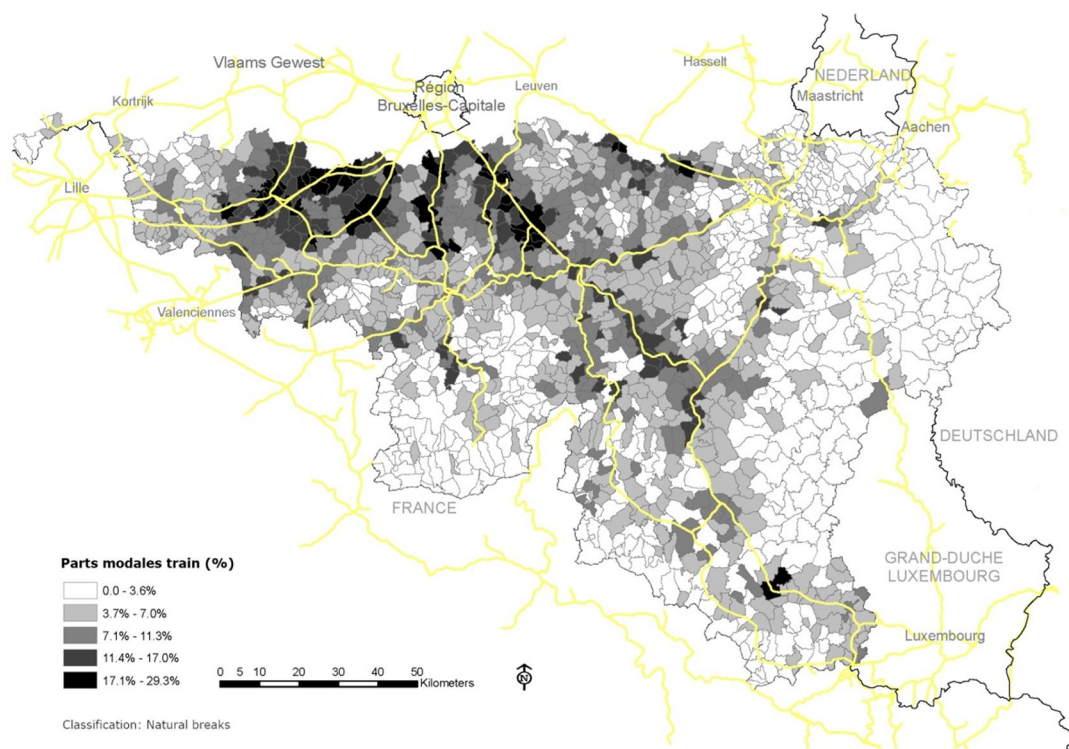 Vlaams Gewest
Hasselt
NEDERLAND
Maastricht
Région
Bruxelles-Capitale
Leuven
Kortrijk
Aachen
Lille
Valenciennes
DEUTSCHLAND
FRANCE
GRAND-DUCHE
LUXEMBOURG
Luxembourg
Parts modales train (%)
0.0 - 3.6%
3.7% - 7.0%
7.1% - 11.3%
11.4% - 17.0%
17.1% - 29.3%
0 5 10 20 30 40 50
Kilometers
N
Classification: Natural breaks